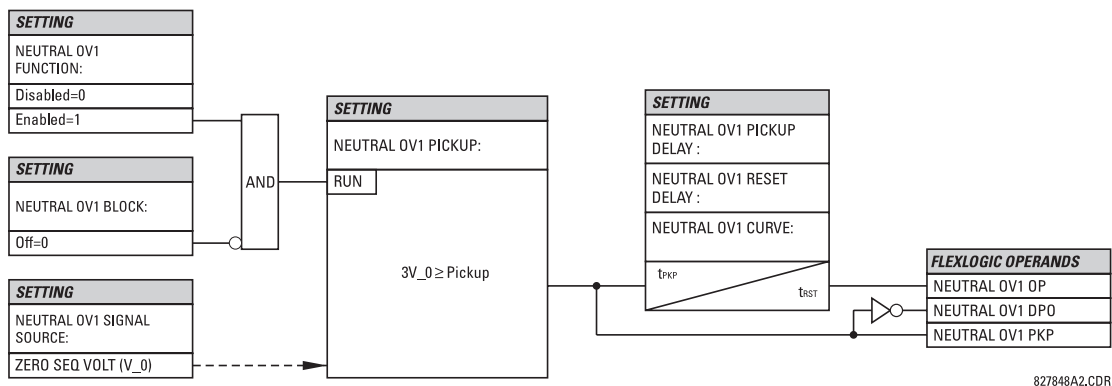 SETTING
NEUTRAL OV1
FUNCTION:
Disabled=0
Enabled=1
SETTING
NEUTRAL OV1 BLOCK:
Off=0
SETTING
NEUTRAL OV1 SIGNAL
SOURCE:
ZERO SEQ VOLT (V_0)
AND
SETTING
NEUTRAL OV1 PICKUP:
RUN
3V_0 ≥ Pickup
SETTING
NEUTRAL OV1 PICKUP
DELAY :
NEUTRAL OV1 RESET
DELAY :
NEUTRAL OV1 CURVE:
tPKP
tRST
FLEXLOGIC OPERANDS
NEUTRAL OV1 OP
NEUTRAL OV1 DPO
NEUTRAL OV1 PKP
827848A2.CDR